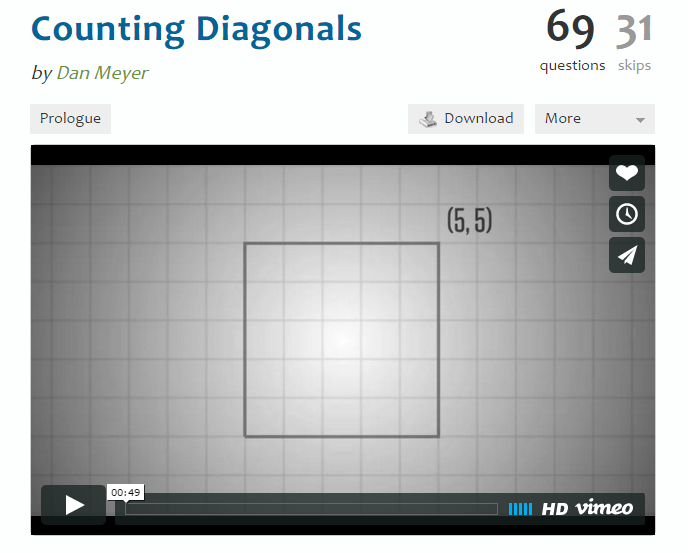 Counting Diagonals
69 31
by Dan Meyer
questions skips
Prologue
Download
More
(5, 5)
00:49
HD vimeo